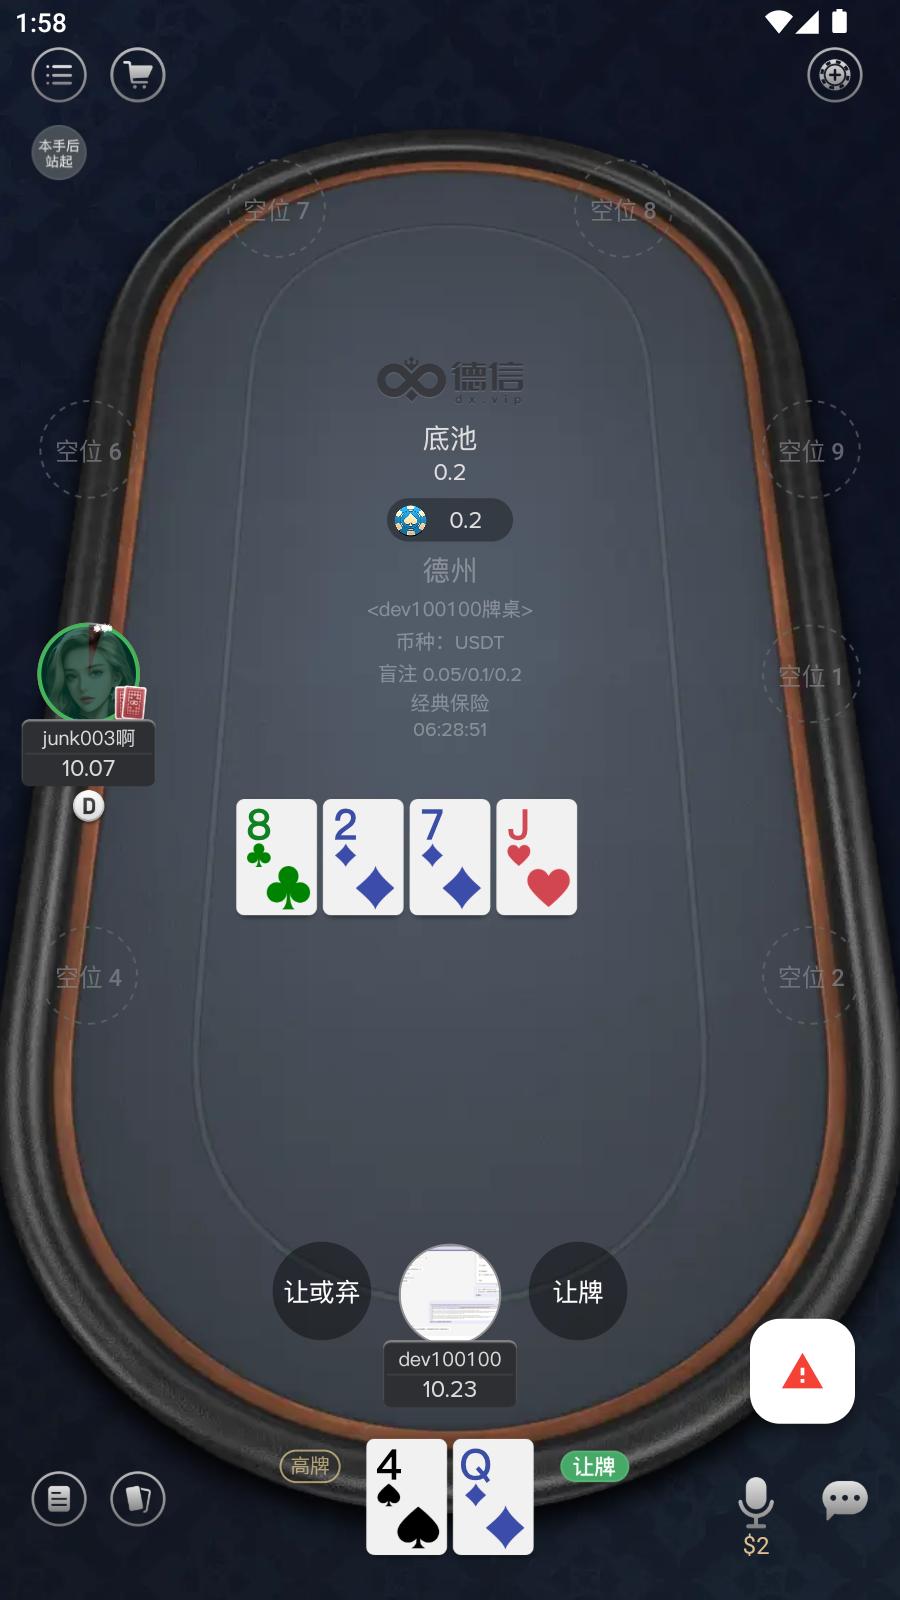 1:58
本手后
站起
空位 7
空位 8
德信
dx.vip
底池
0.2
0.2
空位 6
空位 9
德州
<dev100100牌桌>
币种：USDT
盲注 0.05/0.1/0.2
经典保险
06:28:51
空位 1
junk003啊
10.07
D
8
2
7
J
空位 4
空位 2
让或弃
让牌
dev100100
10.23
高牌
4
Q
让牌
$2